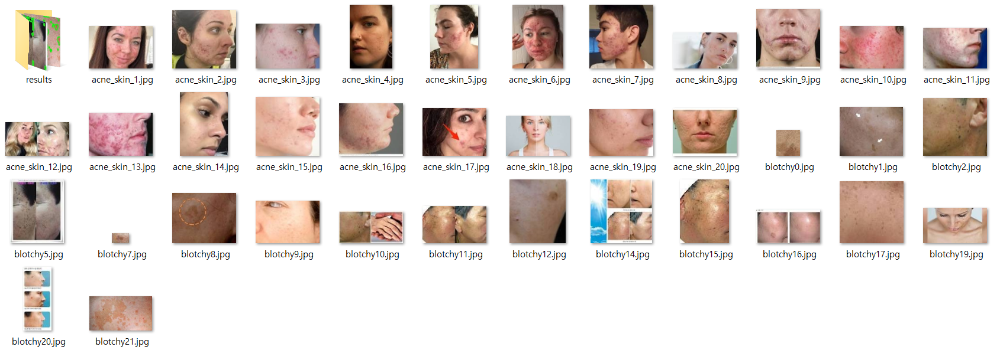 results
acne_skin_1.jpg
acne_skin_2.jpg
acne_skin_3.jpg
acne_skin_4.jpg
acne_skin_5.jpg
acne_skin_6.jpg
acne_skin_7.jpg
acne_skin_8.jpg
acne_skin_9.jpg
acne_skin_10.jpg
acne_skin_11.jpg
acne_skin_12.jpg
acne_skin_13.jpg
acne_skin_14.jpg
acne_skin_15.jpg
acne_skin_16.jpg
acne_skin_17.jpg
acne_skin_18.jpg
acne_skin_19.jpg
acne_skin_20.jpg
blotchy0.jpg
blotchy1.jpg
blotchy2.jpg
blotchy5.jpg
blotchy7.jpg
blotchy8.jpg
blotchy9.jpg
blotchy10.jpg
blotchy11.jpg
blotchy12.jpg
blotchy14.jpg
blotchy15.jpg
blotchy16.jpg
blotchy17.jpg
blotchy19.jpg
blotchy20.jpg
blotchy21.jpg